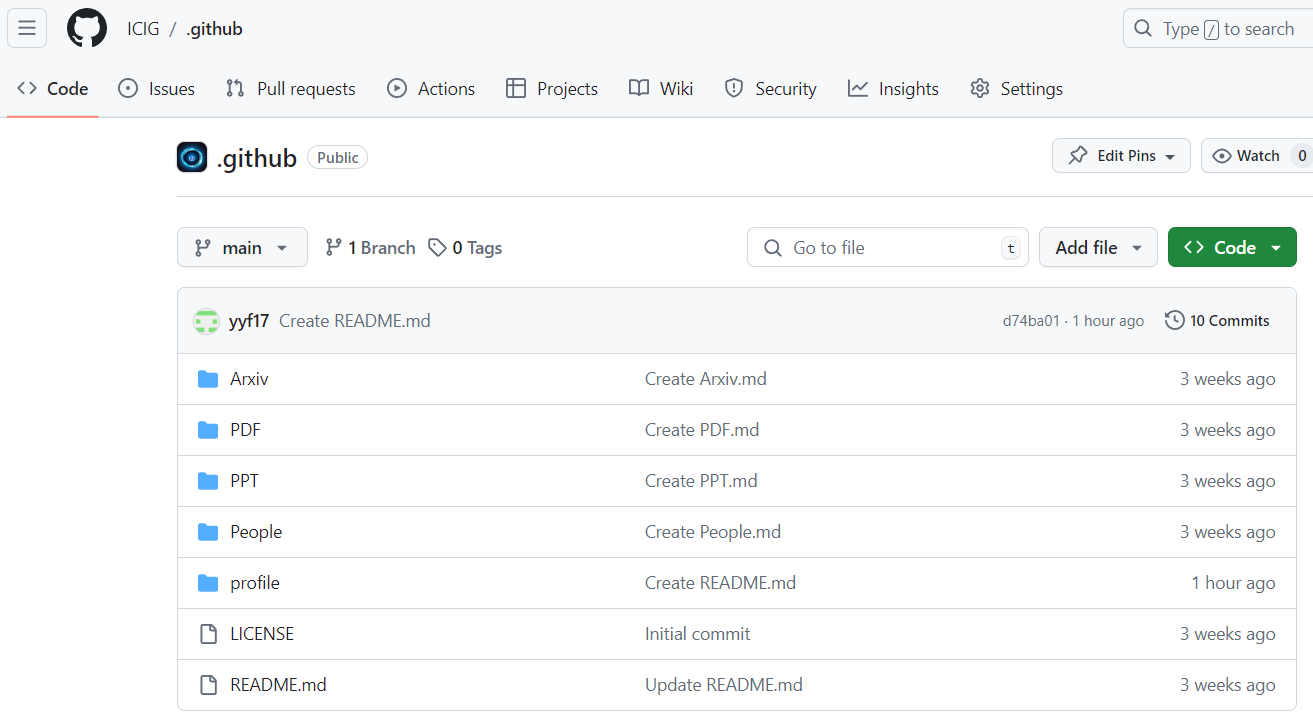 ICIG / .github
Type / to search
Code Issues Pull requests Actions Projects Wiki Security Insights Settings
.github Public
Edit Pins Watch 0
main 1 Branch 0 Tags
Go to file t Add file Code
yyf17 Create README.md d74ba01 · 1 hour ago 10 Commits
Arxiv Create Arxiv.md 3 weeks ago
PDF Create PDF.md 3 weeks ago
PPT Create PPT.md 3 weeks ago
People Create People.md 3 weeks ago
profile Create README.md 1 hour ago
LICENSE Initial commit 3 weeks ago
README.md Update README.md 3 weeks ago